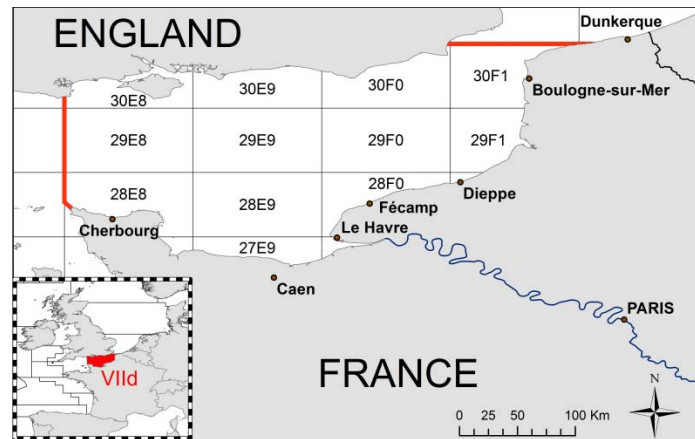 ENGLAND
Dunkerque
30E8
30E9
30F0
30F1
Boulogne-sur-Mer
29E8
29E9
29F0
29F1
28E8
28E9
28F0
Dieppe
Fécamp
Cherbourg
Le Havre
27E9
Caen
PARIS
VIId
FRANCE
N
0 25 50 100 Km